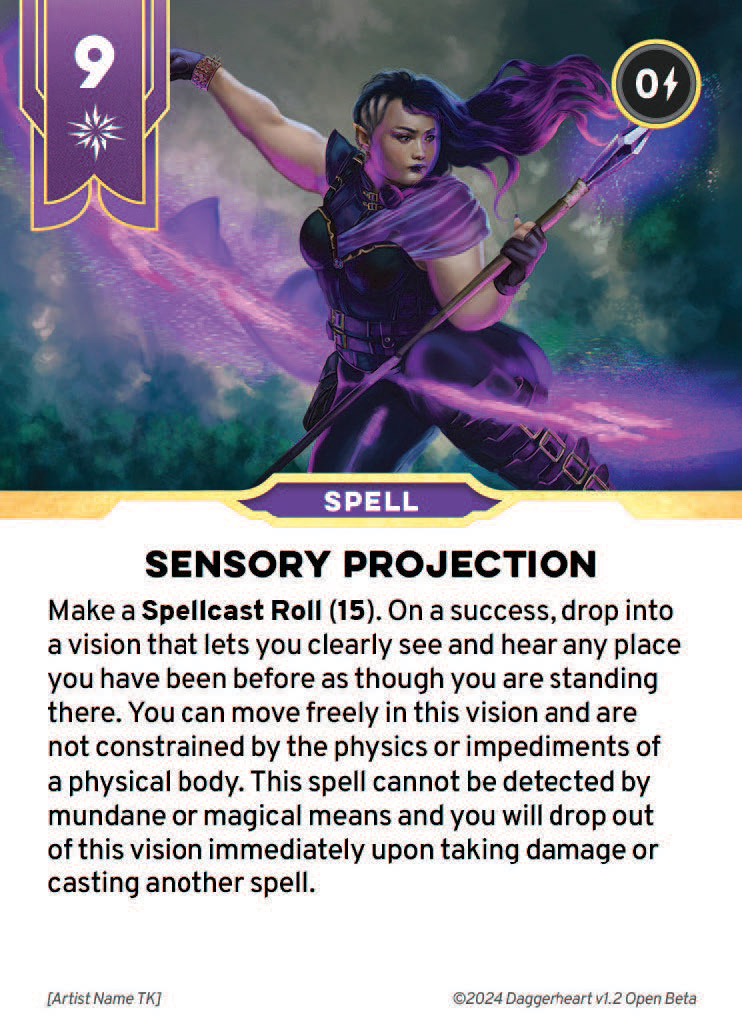 9
0
SPELL
SENSORY PROJECTION
Make a Spellcast Roll (15). On a success, drop into
a vision that lets you clearly see and hear any place
you have been before as though you are standing
there. You can move freely in this vision and are
not constrained by the physics or impediments of
a physical body. This spell cannot be detected by
mundane or magical means and you will drop out
of this vision immediately upon taking damage or
casting another spell.
[Artist Name TK]
©2024 Daggerheart v1.2 Open Beta